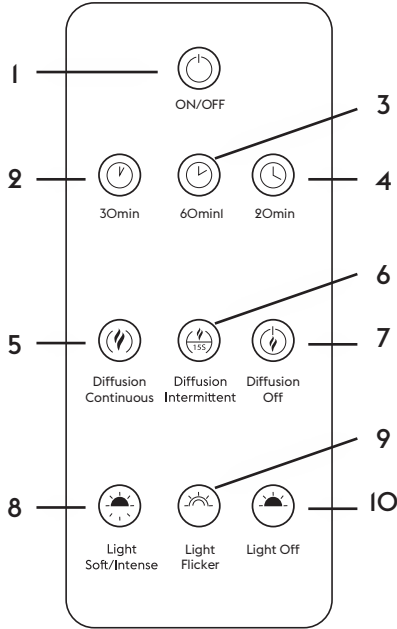 1
ON/OFF
3
2
4
30min 60minl 20min
6
5
15S
7
Diffusion Diffusion Diffusion
Continuous Intermittent Off
9
8
10
Light Light Light Off
Soft/Intense Flicker